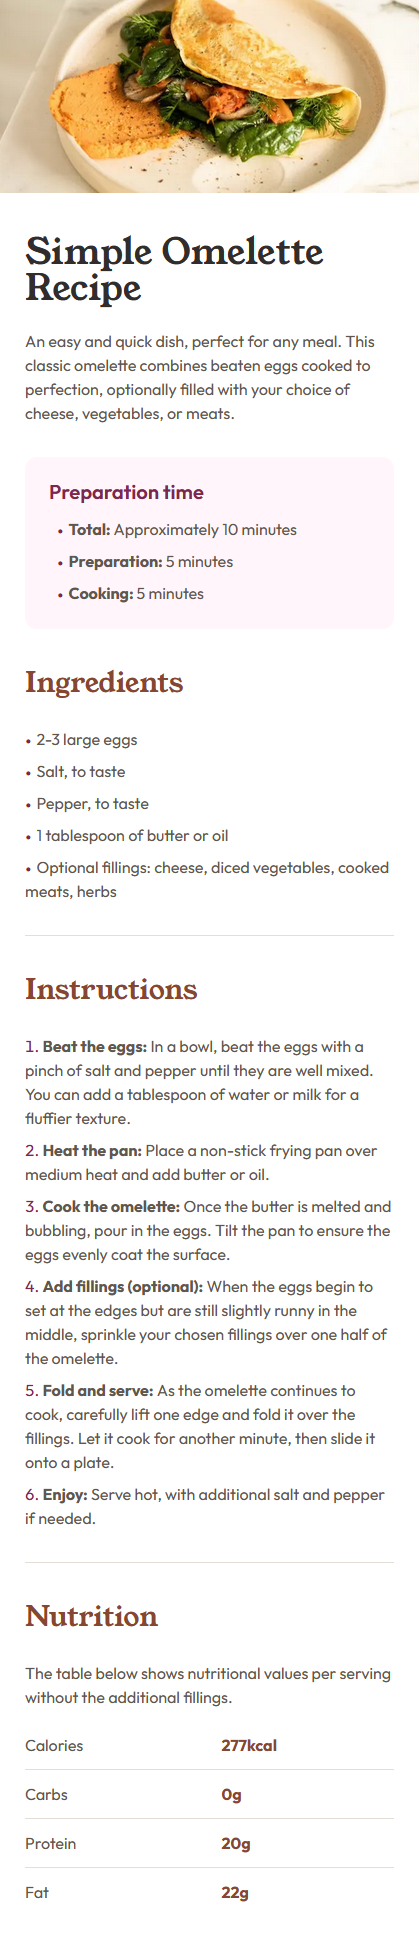 Simple Omelette
Recipe
An easy and quick dish, perfect for any meal. This
classic omelette combines beaten eggs cooked to
perfection, optionally filled with your choice of
cheese, vegetables, or meats.
Preparation time
• Total: Approximately 10 minutes
• Preparation: 5 minutes
• Cooking: 5 minutes
Ingredients
• 2-3 large eggs
• Salt, to taste
• Pepper, to taste
• 1 tablespoon of butter or oil
• Optional fillings: cheese, diced vegetables, cooked
meats, herbs
Instructions
1. Beat the eggs: In a bowl, beat the eggs with a
pinch of salt and pepper until they are well mixed.
You can add a tablespoon of water or milk for a
fluffier texture.
2. Heat the pan: Place a non-stick frying pan over
medium heat and add butter or oil.
3. Cook the omelette: Once the butter is melted and
bubbling, pour in the eggs. Tilt the pan to ensure the
eggs evenly coat the surface.
4. Add fillings (optional): When the eggs begin to
set at the edges but are still slightly runny in the
middle, sprinkle your chosen fillings over one half of
the omelette.
5. Fold and serve: As the omelette continues to
cook, carefully lift one edge and fold it over the
fillings. Let it cook for another minute, then slide it
onto a plate.
6. Enjoy: Serve hot, with additional salt and pepper
if needed.
Nutrition
The table below shows nutritional values per serving
without the additional fillings.
Calories 277kcal
Carbs 0g
Protein 20g
Fat 22g